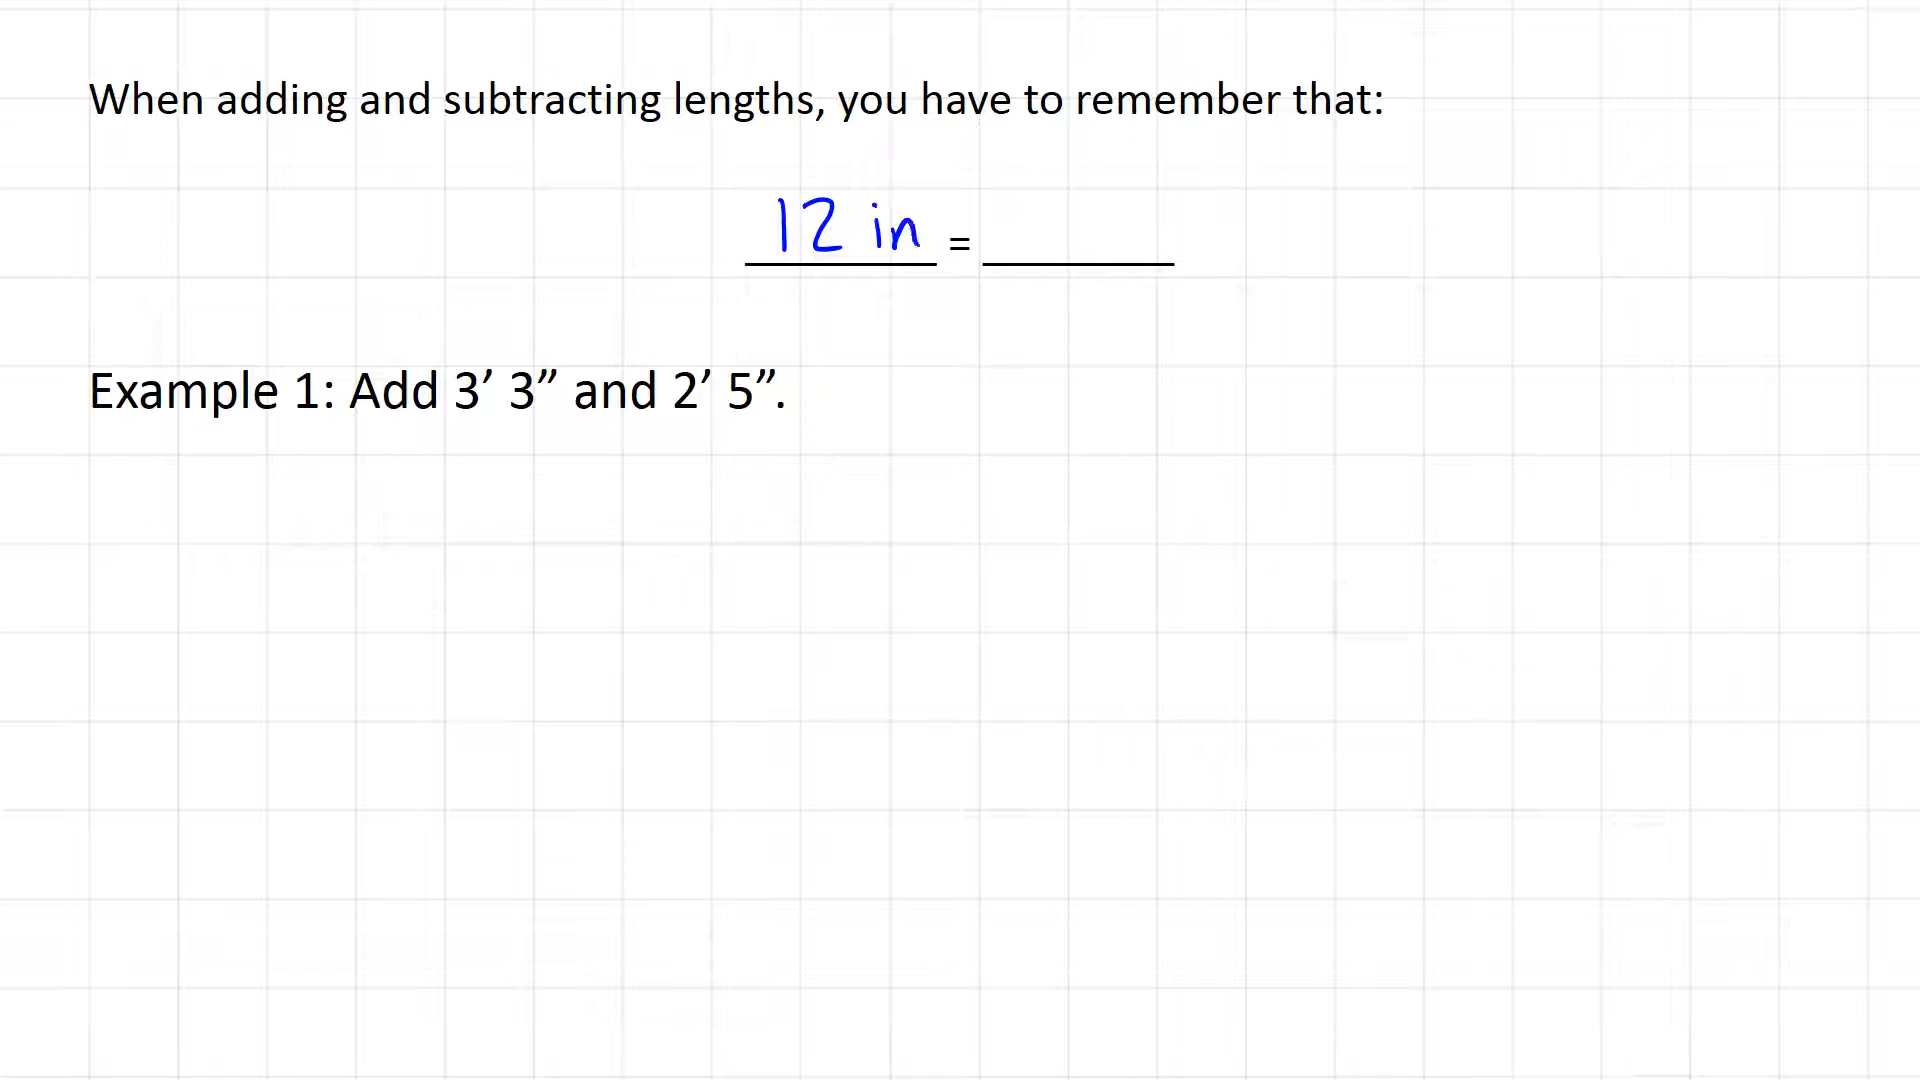 When adding and subtracting lengths, you have to remember that:
12 in = 
Example 1: Add 3’ 3” and 2’ 5”.